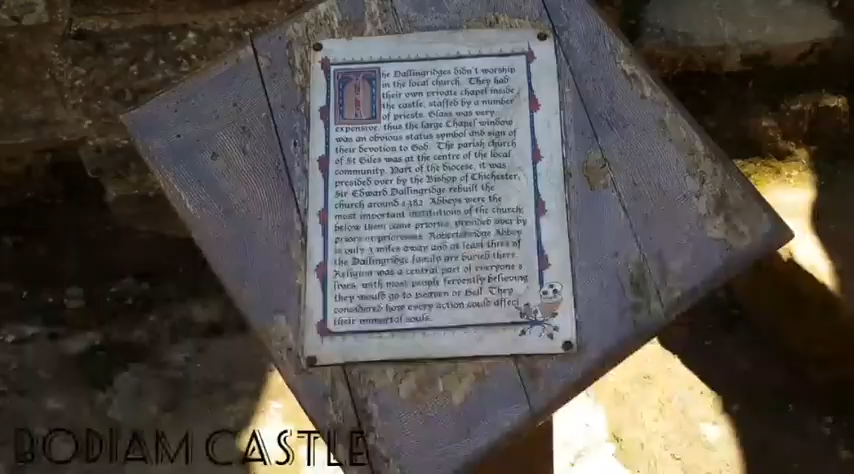 The Dallingridges didn't worship
in the local church. They had
their own private chapel inside
the castle, staffed by a number
of priests. Glass was very
expensive, thus the large Chapel window
was an obvious status symbol and sign of
their devotion to God. The parish church
of St Giles was at the centre of the local
community. Part of the diocese, it was
presided over by the Bishop of Chichester.
Sir Edward Dallingridge rebuilt the
church around 1382. Abbeys were the
most important institutions of the church,
below them came priories, presided over by
priors or prioresses. Robertsbridge Abbey
is only 3 miles away and at least three of
the Dallingridge family are buried there.
Religion was a central part of everyone's
lives, with most people fervently believing
they would go to Heaven or Hell. They
considered how every action could affect
their immortal souls.
BODIAM CASTLE